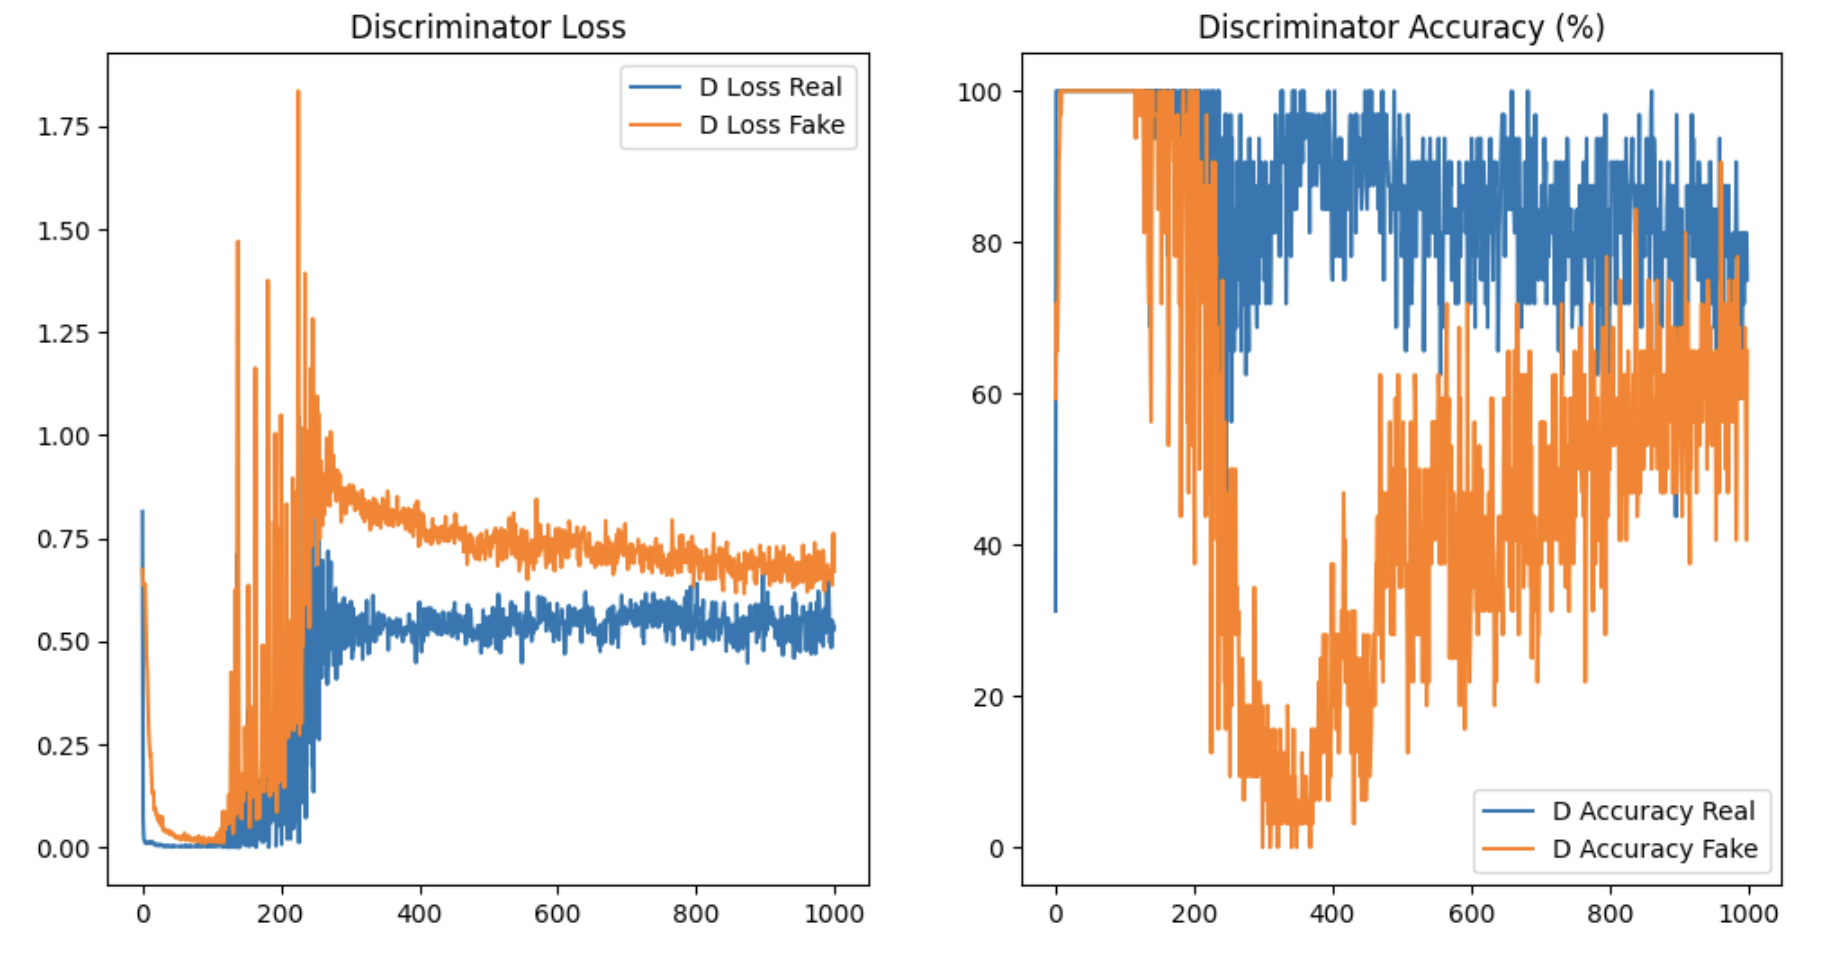 Discriminator Loss
D Loss Real
D Loss Fake
1.75
1.50
1.25
1.00
0.75
0.50
0.25
0.00
0 200 400 600 800 1000
Discriminator Accuracy (%)
100
80
60
40
20
0
D Accuracy Real
D Accuracy Fake
0 200 400 600 800 1000